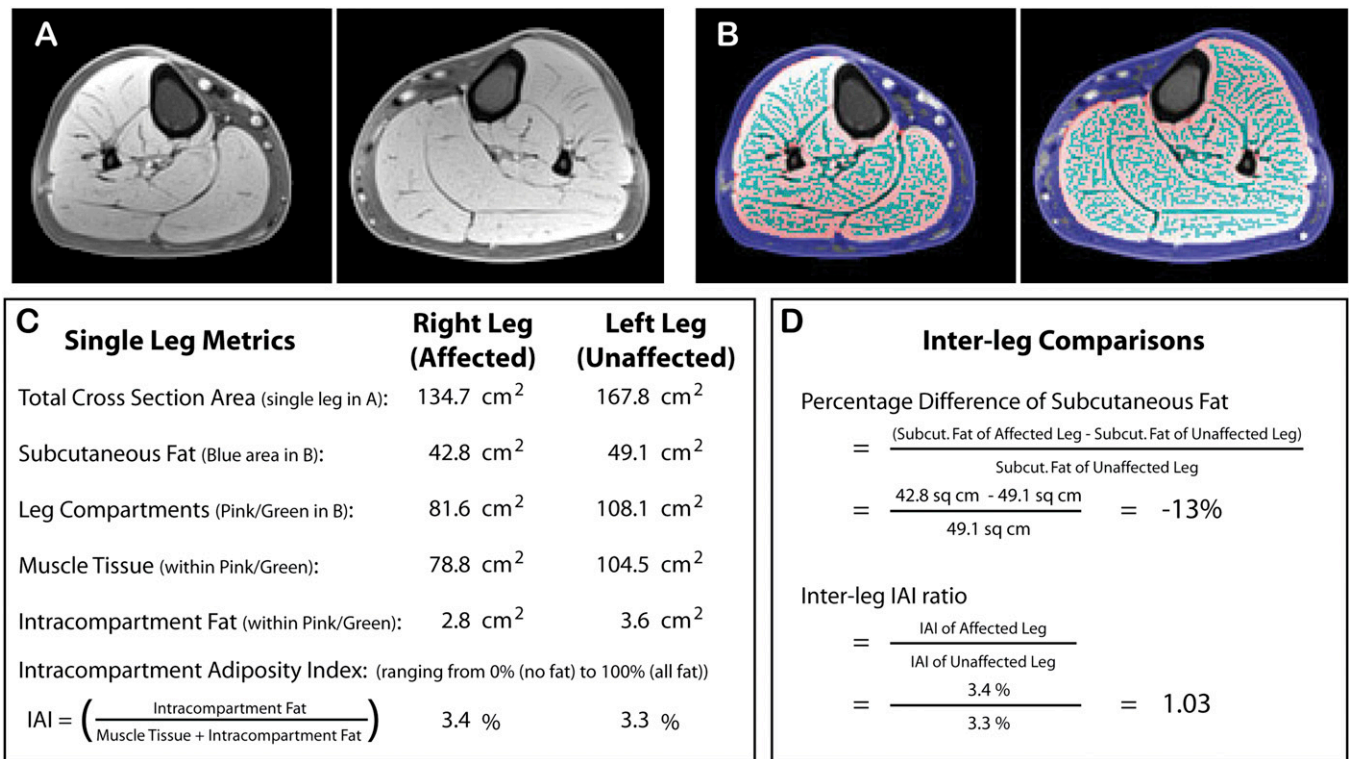 A
B
C
Single Leg Metrics
Right Leg
(Affected)
Left Leg
(Unaffected)
Total Cross Section Area (single leg in A): 134.7 cm² 167.8 cm²
Subcutaneous Fat (Blue area in B): 42.8 cm² 49.1 cm²
Leg Compartments (Pink/Green in B): 81.6 cm² 108.1 cm²
Muscle Tissue (within Pink/Green): 78.8 cm² 104.5 cm²
Intracompartment Fat (within Pink/Green): 2.8 cm² 3.6 cm²
Intracompartment Adiposity Index: (ranging from 0% (no fat) to 100% (all fat))
Intracompartment Fat
IAI = ( ) 3.4 % 3.3 %
Muscle Tissue + Intracompartment Fat
D
Inter-leg Comparisons
Percentage Difference of Subcutaneous Fat
(Subcut. Fat of Affected Leg - Subcut. Fat of Unaffected Leg)
=
Subcut. Fat of Unaffected Leg
42.8 sq cm - 49.1 sq cm
= = -13%
49.1 sq cm
Inter-leg IAI ratio
IAI of Affected Leg
=
IAI of Unaffected Leg
3.4 %
= = 1.03
3.3 %